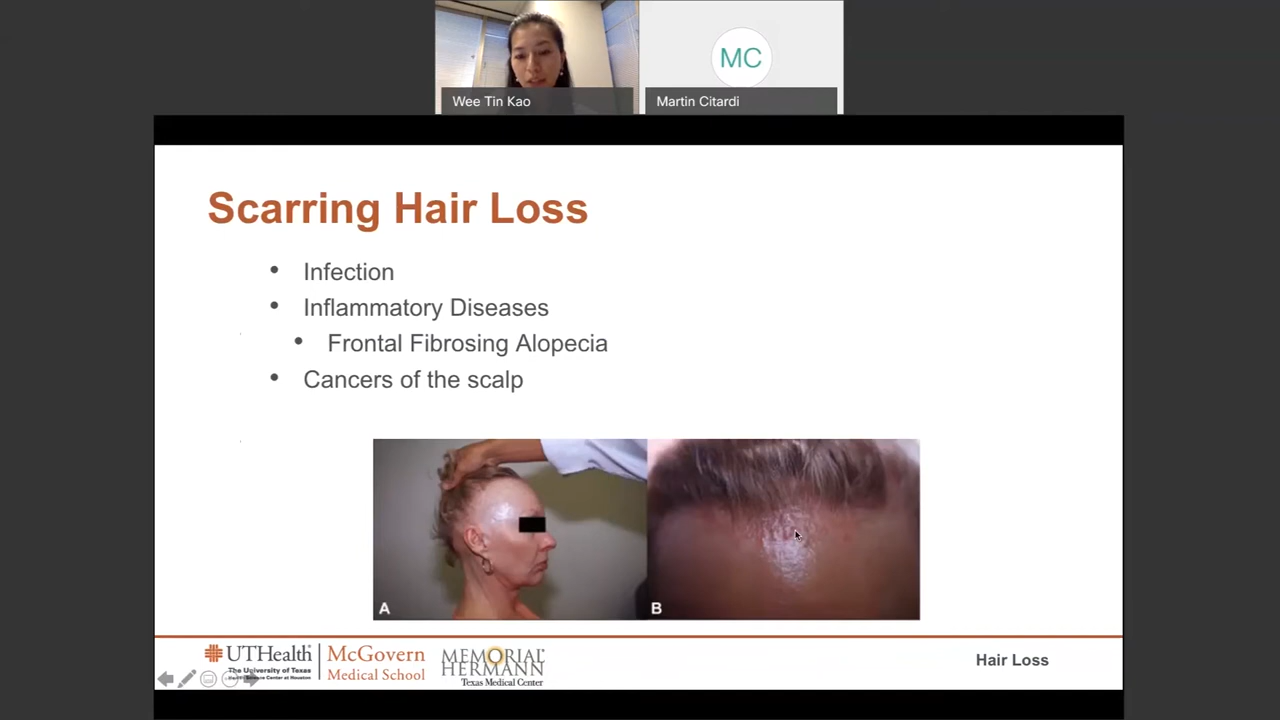 MC
Wee Tin Kao
Martin Citardi
Scarring Hair Loss
• Infection
• Inflammatory Diseases
• Frontal Fibrosing Alopecia
• Cancers of the scalp
A
B
UTHealth
The University of Texas
Health Science Center at Houston
McGovern
Medical School
MEMORIAL
HERMANN
Texas Medical Center
Hair Loss